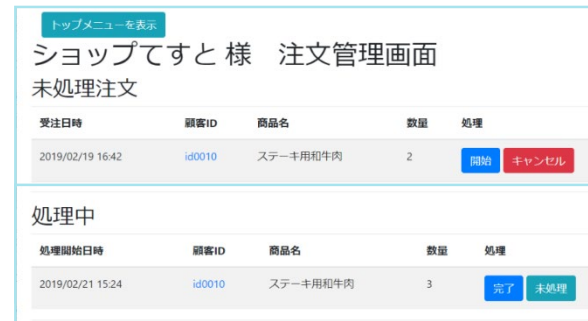 トップメニューを表示
ショップてすと 様　注文管理画面
未処理注文
受注日時 顧客ID 商品名 数量 処理
2019/02/19 16:42 id0010 ステーキ用和牛肉 2 開始 キャンセル
処理中
処理開始日時 顧客ID 商品名 数量 処理
2019/02/21 15:24 id0010 ステーキ用和牛肉 3 完了 未処理